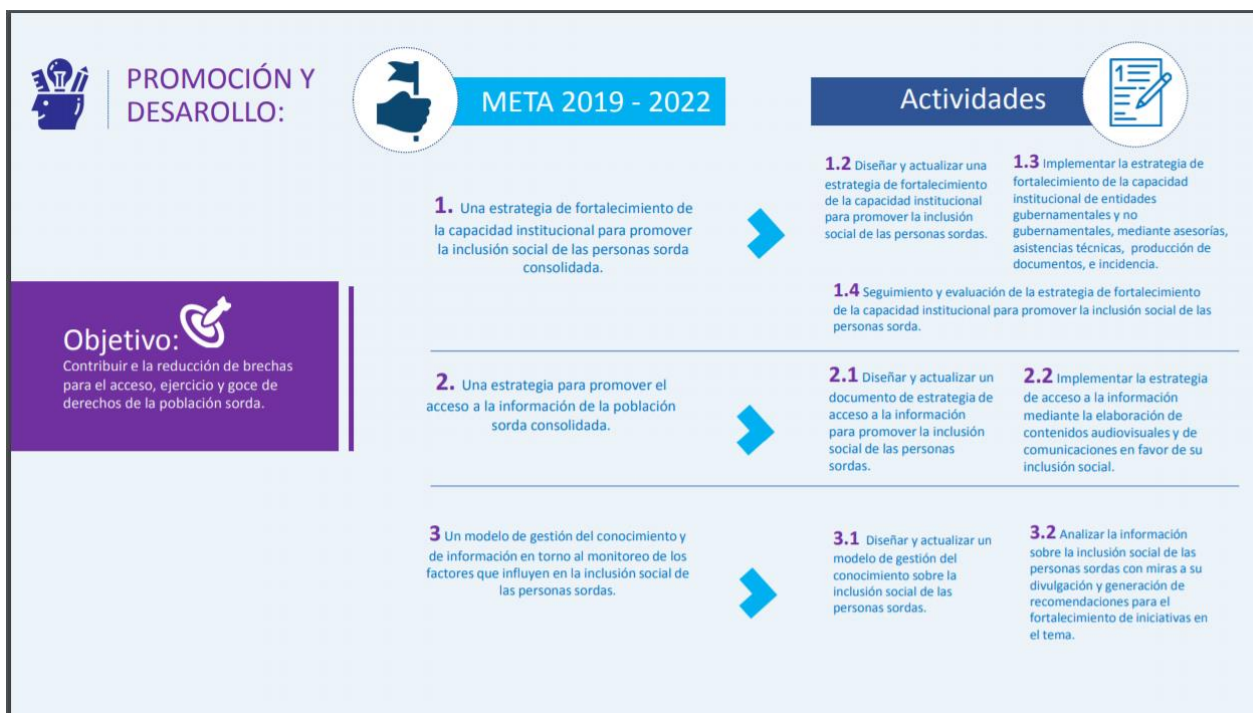 PROMOCIÓN Y
DESAROLLO:
META 2019 - 2022
Actividades
1
Objetivo:
Contribuir e la reducción de brechas
para el acceso, ejercicio y goce de
derechos de la población sorda.
1. Una estrategia de fortalecimiento de
la capacidad institucional para promover
la inclusión social de las personas sorda
consolidada.
1.2 Diseñar y actualizar una
estrategia de fortalecimiento
de la capacidad institucional
para promover la inclusión
social de las personas sordas.
1.3 Implementar la estrategia de
fortalecimiento de la capacidad
institucional de entidades
gubernamentales y no
gubernamentales, mediante asesorías,
asistencias técnicas, producción de
documentos, e incidencia.
1.4 Seguimiento y evaluación de la estrategia de fortalecimiento
de la capacidad institucional para promover la inclusión social de las
personas sorda.
2. Una estrategia para promover el
acceso a la información de la población
sorda consolidada.
2.1 Diseñar y actualizar un
documento de estrategia de
acceso a la información
para promover la inclusión
social de las personas
sordas.
2.2 Implementar la estrategia
de acceso a la información
mediante la elaboración de
contenidos audiovisuales y de
comunicaciones en favor de su
inclusión social.
3 Un modelo de gestión del conocimiento y
de información en torno al monitoreo de los
factores que influyen en la inclusión social de
las personas sordas.
3.1 Diseñar y actualizar un
modelo de gestión del
conocimiento sobre la
inclusión social de las
personas sordas.
3.2 Analizar la información
sobre la inclusión social de las
personas sordas con miras a su
divulgación y generación de
recomendaciones para el
fortalecimiento de iniciativas en
el tema.